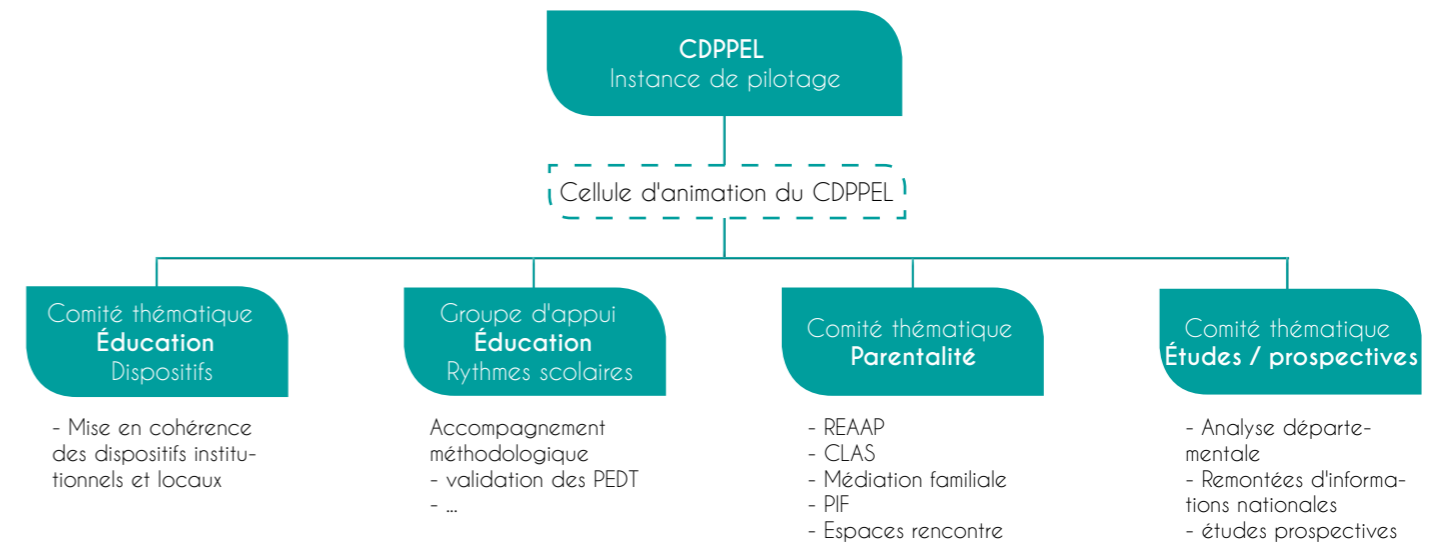 CDPPEL
Instance de pilotage
Cellule d'animation du CDPPEL
Comité thématique
Éducation
Dispositifs
- Mise en cohérence
des dispositifs institu-
tionnels et locaux
Groupe d'appui
Éducation
Rythmes scolaires
Accompagnement
méthodologique
- validation des PEDT
- ...
Comité thématique
Parentalité
- REAAP
- CLAS
- Médiation familiale
- PIF
- Espaces rencontre
Comité thématique
Études / prospectives
- Analyse départe-
mentale
- Remontées d'informa-
tions nationales
- études prospectives